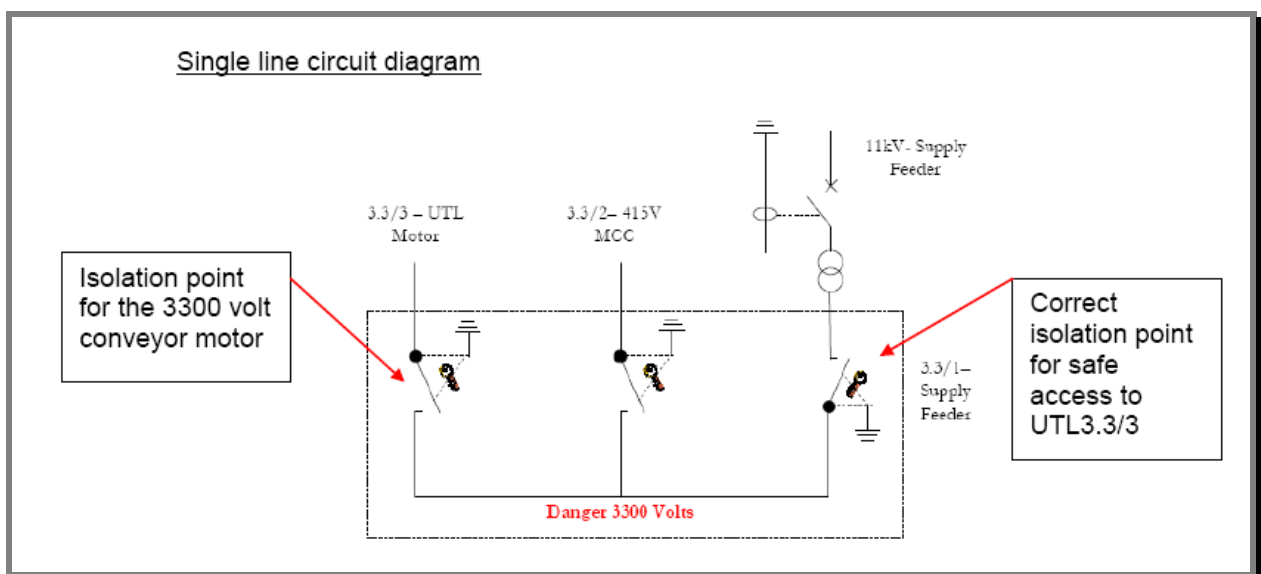 Single line circuit diagram
11kV- Supply
Feeder
3.3/3 – UTL
Motor
3.3/2– 415V
MCC
Isolation point
for the 3300 volt
conveyor motor
Correct
isolation point
for safe
access to
UTL3.3/3
3.3/1–
Supply
Feeder
Danger 3300 Volts